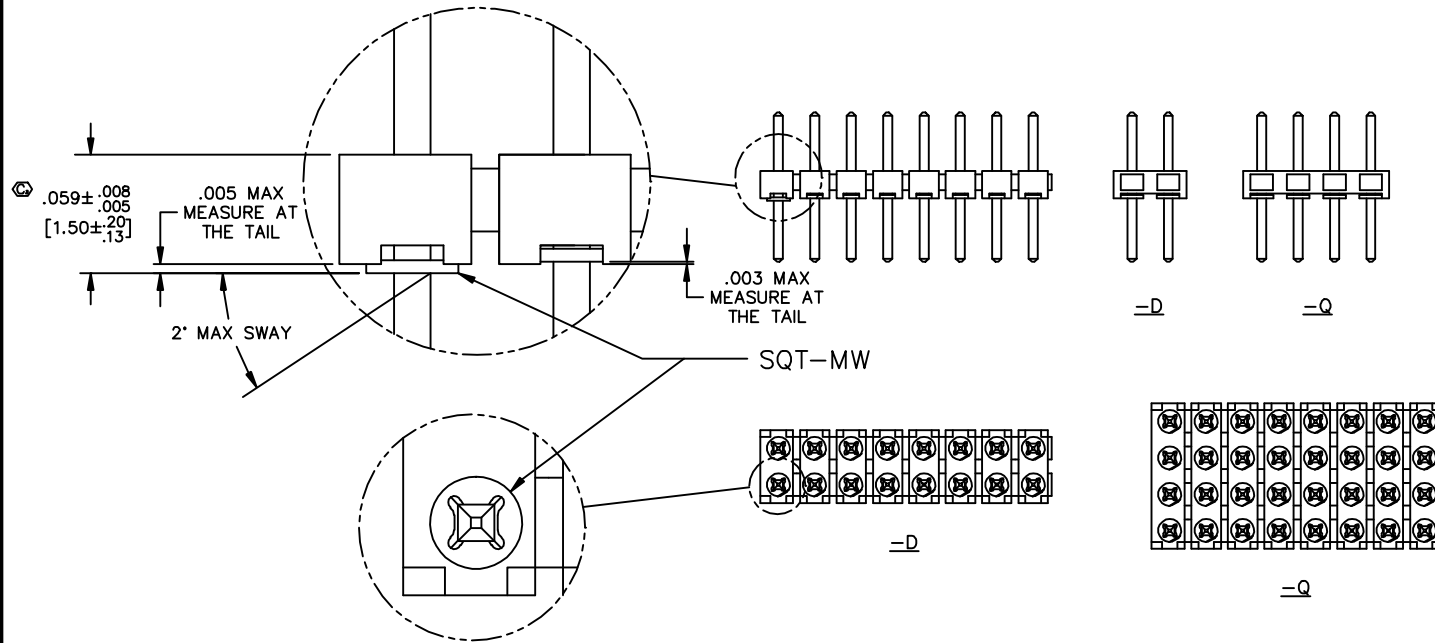 C
.059± .008
.005
[1.50± .20
.13]
.005 MAX
MEASURE AT
THE TAIL
.003 MAX
MEASURE AT
THE TAIL
2° MAX SWAY
SQT-MW
-D
-Q
-D
-Q